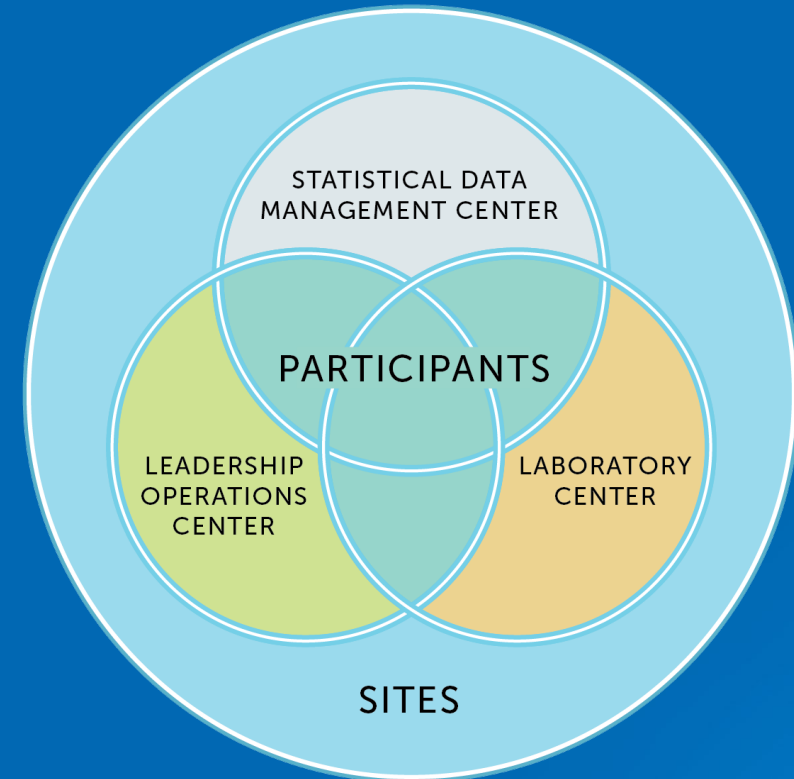 STATISTICAL DATA
MANAGEMENT CENTER
PARTICIPANTS
LEADERSHIP
OPERATIONS
CENTER
LABORATORY
CENTER
SITES